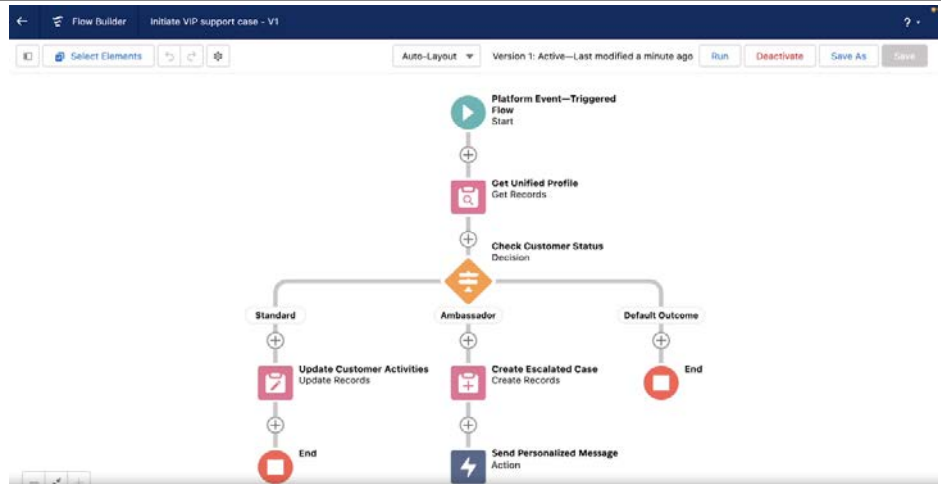 Flow Builder
Initiate VIP support case - V1
?
Select Elements
Auto-Layout
Version 1: Active—Last modified a minute ago
Run
Deactivate
Save As
Save
Platform Event—Triggered
Flow
Start
Get Unified Profile
Get Records
Check Customer Status
Decision
Standard
Ambassador
Default Outcome
Update Customer Activities
Update Records
Create Escalated Case
Create Records
End
End
Send Personalized Message
Action